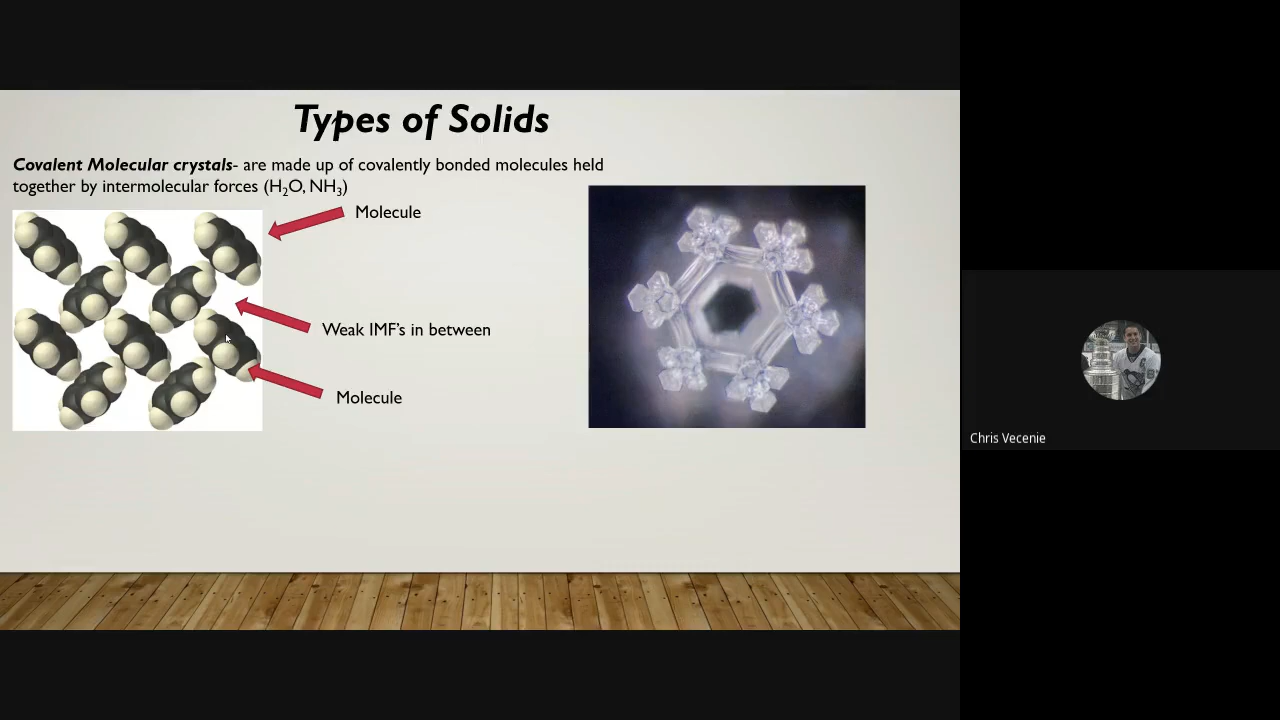 Types of Solids
Covalent Molecular crystals- are made up of covalently bonded molecules held
together by intermolecular forces (H₂O, NH₃)
Molecule
Weak IMF's in between
Molecule
Chris Vecenie